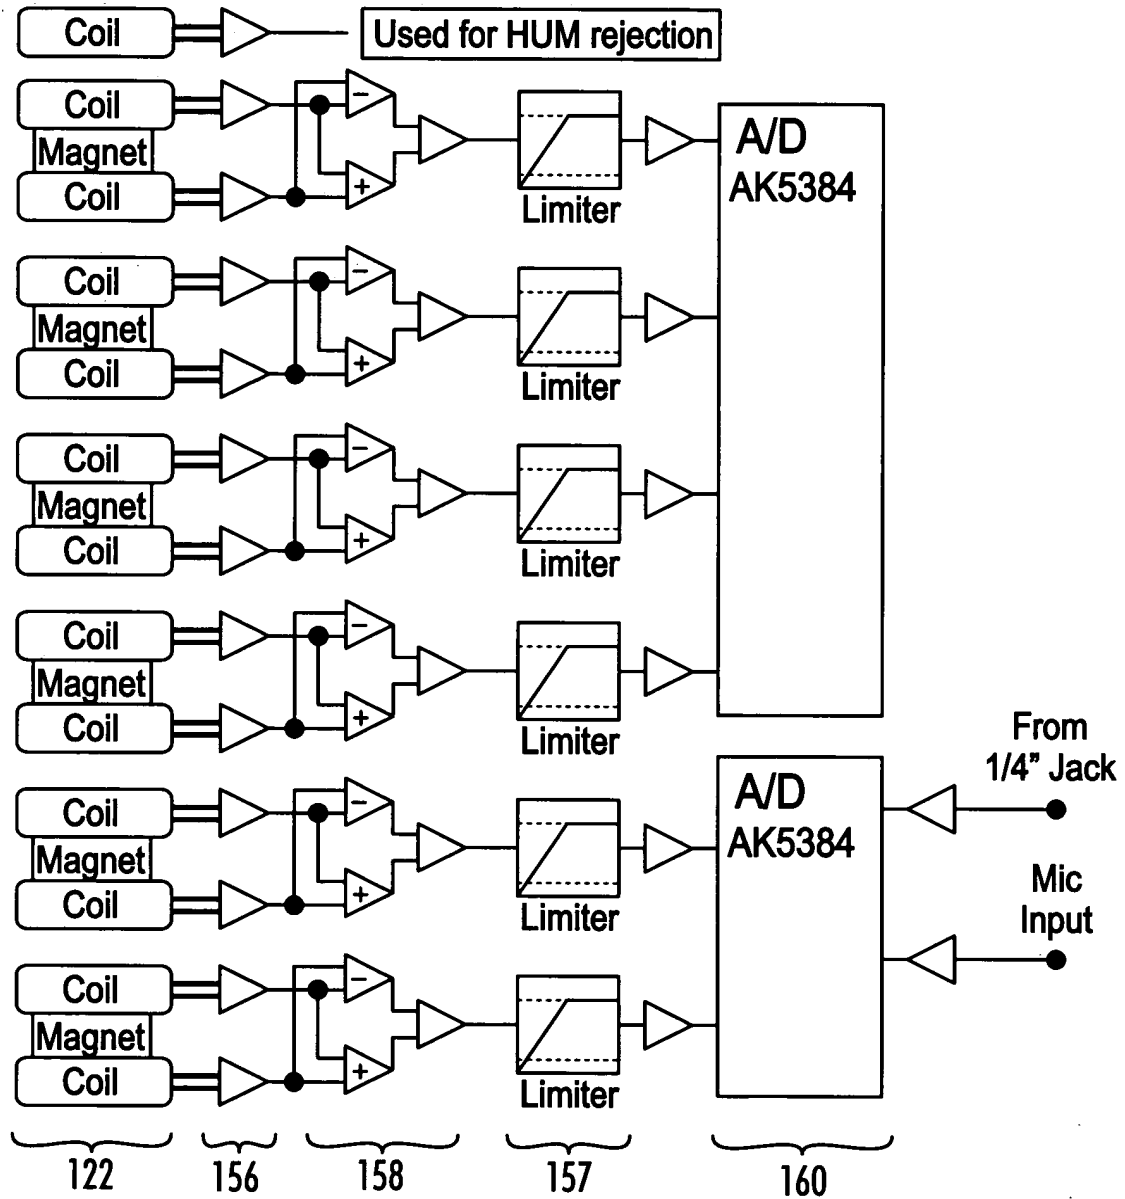 Coil
Used for HUM rejection
Coil
Magnet
Coil
−
+
Limiter
A/D
AK5384
Coil
Magnet
Coil
−
+
Limiter
Coil
Magnet
Coil
−
+
Limiter
Coil
Magnet
Coil
−
+
Limiter
From
1/4” Jack
Coil
Magnet
Coil
−
+
Limiter
A/D
AK5384
Mic
Input
Coil
Magnet
Coil
−
+
Limiter
122
156
158
157
160